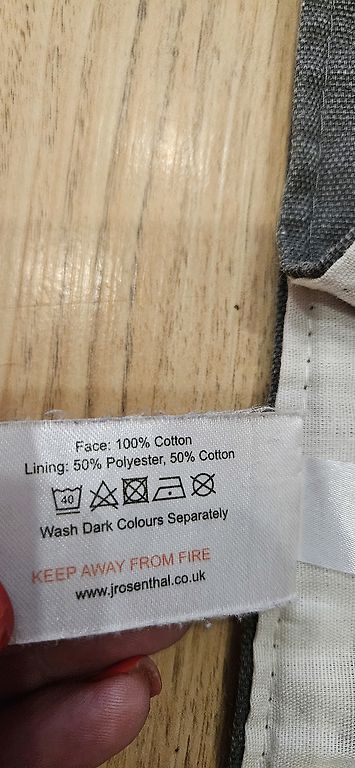 Face: 100% Cotton
Lining: 50% Polyester, 50% Cotton
40
Wash Dark Colours Separately
KEEP AWAY FROM FIRE
www.jrosenthal.co.uk